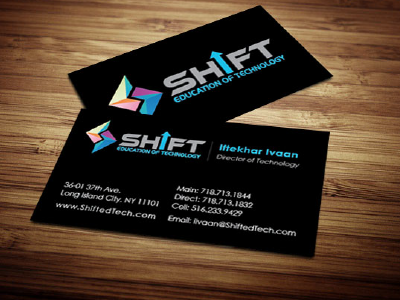 SHIFT
EDUCATION OF TECHNOLOGY
SHIFT
EDUCATION OF TECHNOLOGY
Iftekhar Ivaan
Director of Technology
36-01 37th Ave.
Long Island City, NY 11101
www.ShiftedTech.com
Main: 718.713.1844
Direct: 718.713.1832
Cell: 516.233.9429
Email: iivaan@ShiftedTech.com